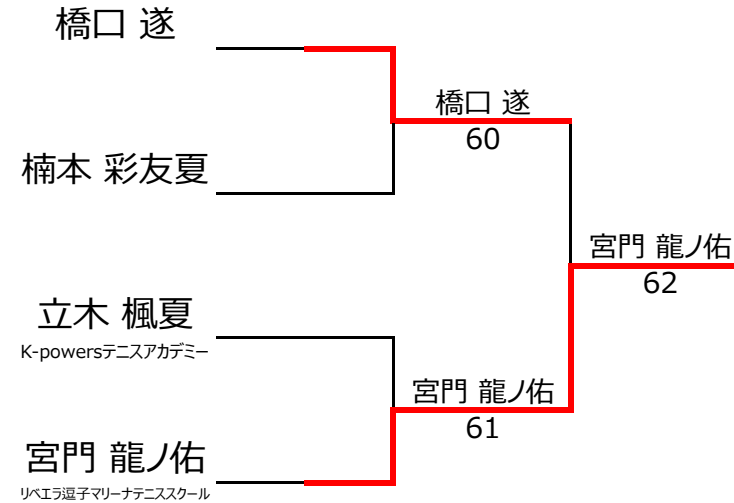 橋口 遂
橋口 遂
60
楠本 彩友夏
宮門 龍ノ佑
62
立木 楓夏
K-powersテニスアカデミー
宮門 龍ノ佑
61
宮門 龍ノ佑
リベエラ逗子マリーナテニススクール